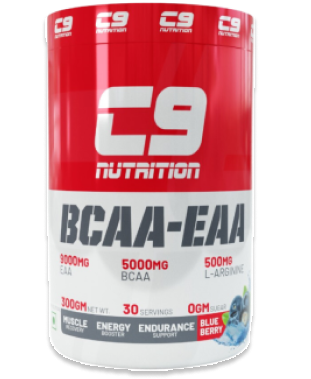 C9 C9 C9 C9
NUTRITION NUTRITION NUTRITION
C9
NUTRITION
BCAA-EAA
9000MG 5000MG 500MG
EAA BCAA L-ARGININE
300GM NET WT. 30 SERVINGS 0GM SUGAR
MUSCLE ENERGY ENDURANCE BLUE
RECOVERY BOOSTER SUPPORT BERRY